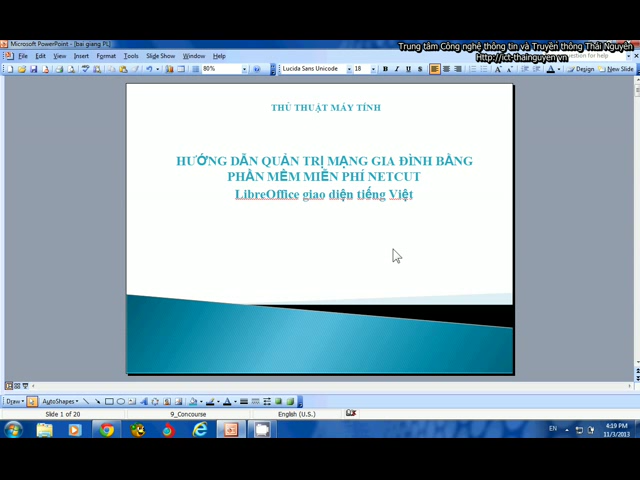 Microsoft PowerPoint - [bai giang PL]
Trung tâm Công nghệ thông tin và Truyền thông Thái Nguyên
Http://ict-thainguyen.vn
File Edit View Insert Format Tools Slide Show Window Help
80% Lucida Sans Unicode 18 B I U S Design New Slide
THỦ THUẬT MÁY TÍNH
HƯỚNG DẪN QUẢN TRỊ MẠNG GIA ĐÌNH BẰNG
PHẦN MỀM MIỄN PHÍ NETCUT
LibreOffice giao diện tiếng Việt
Draw AutoShapes
Slide 1 of 20 9_Concourse English (U.S.)
EN 4:19 PM
11/3/2013